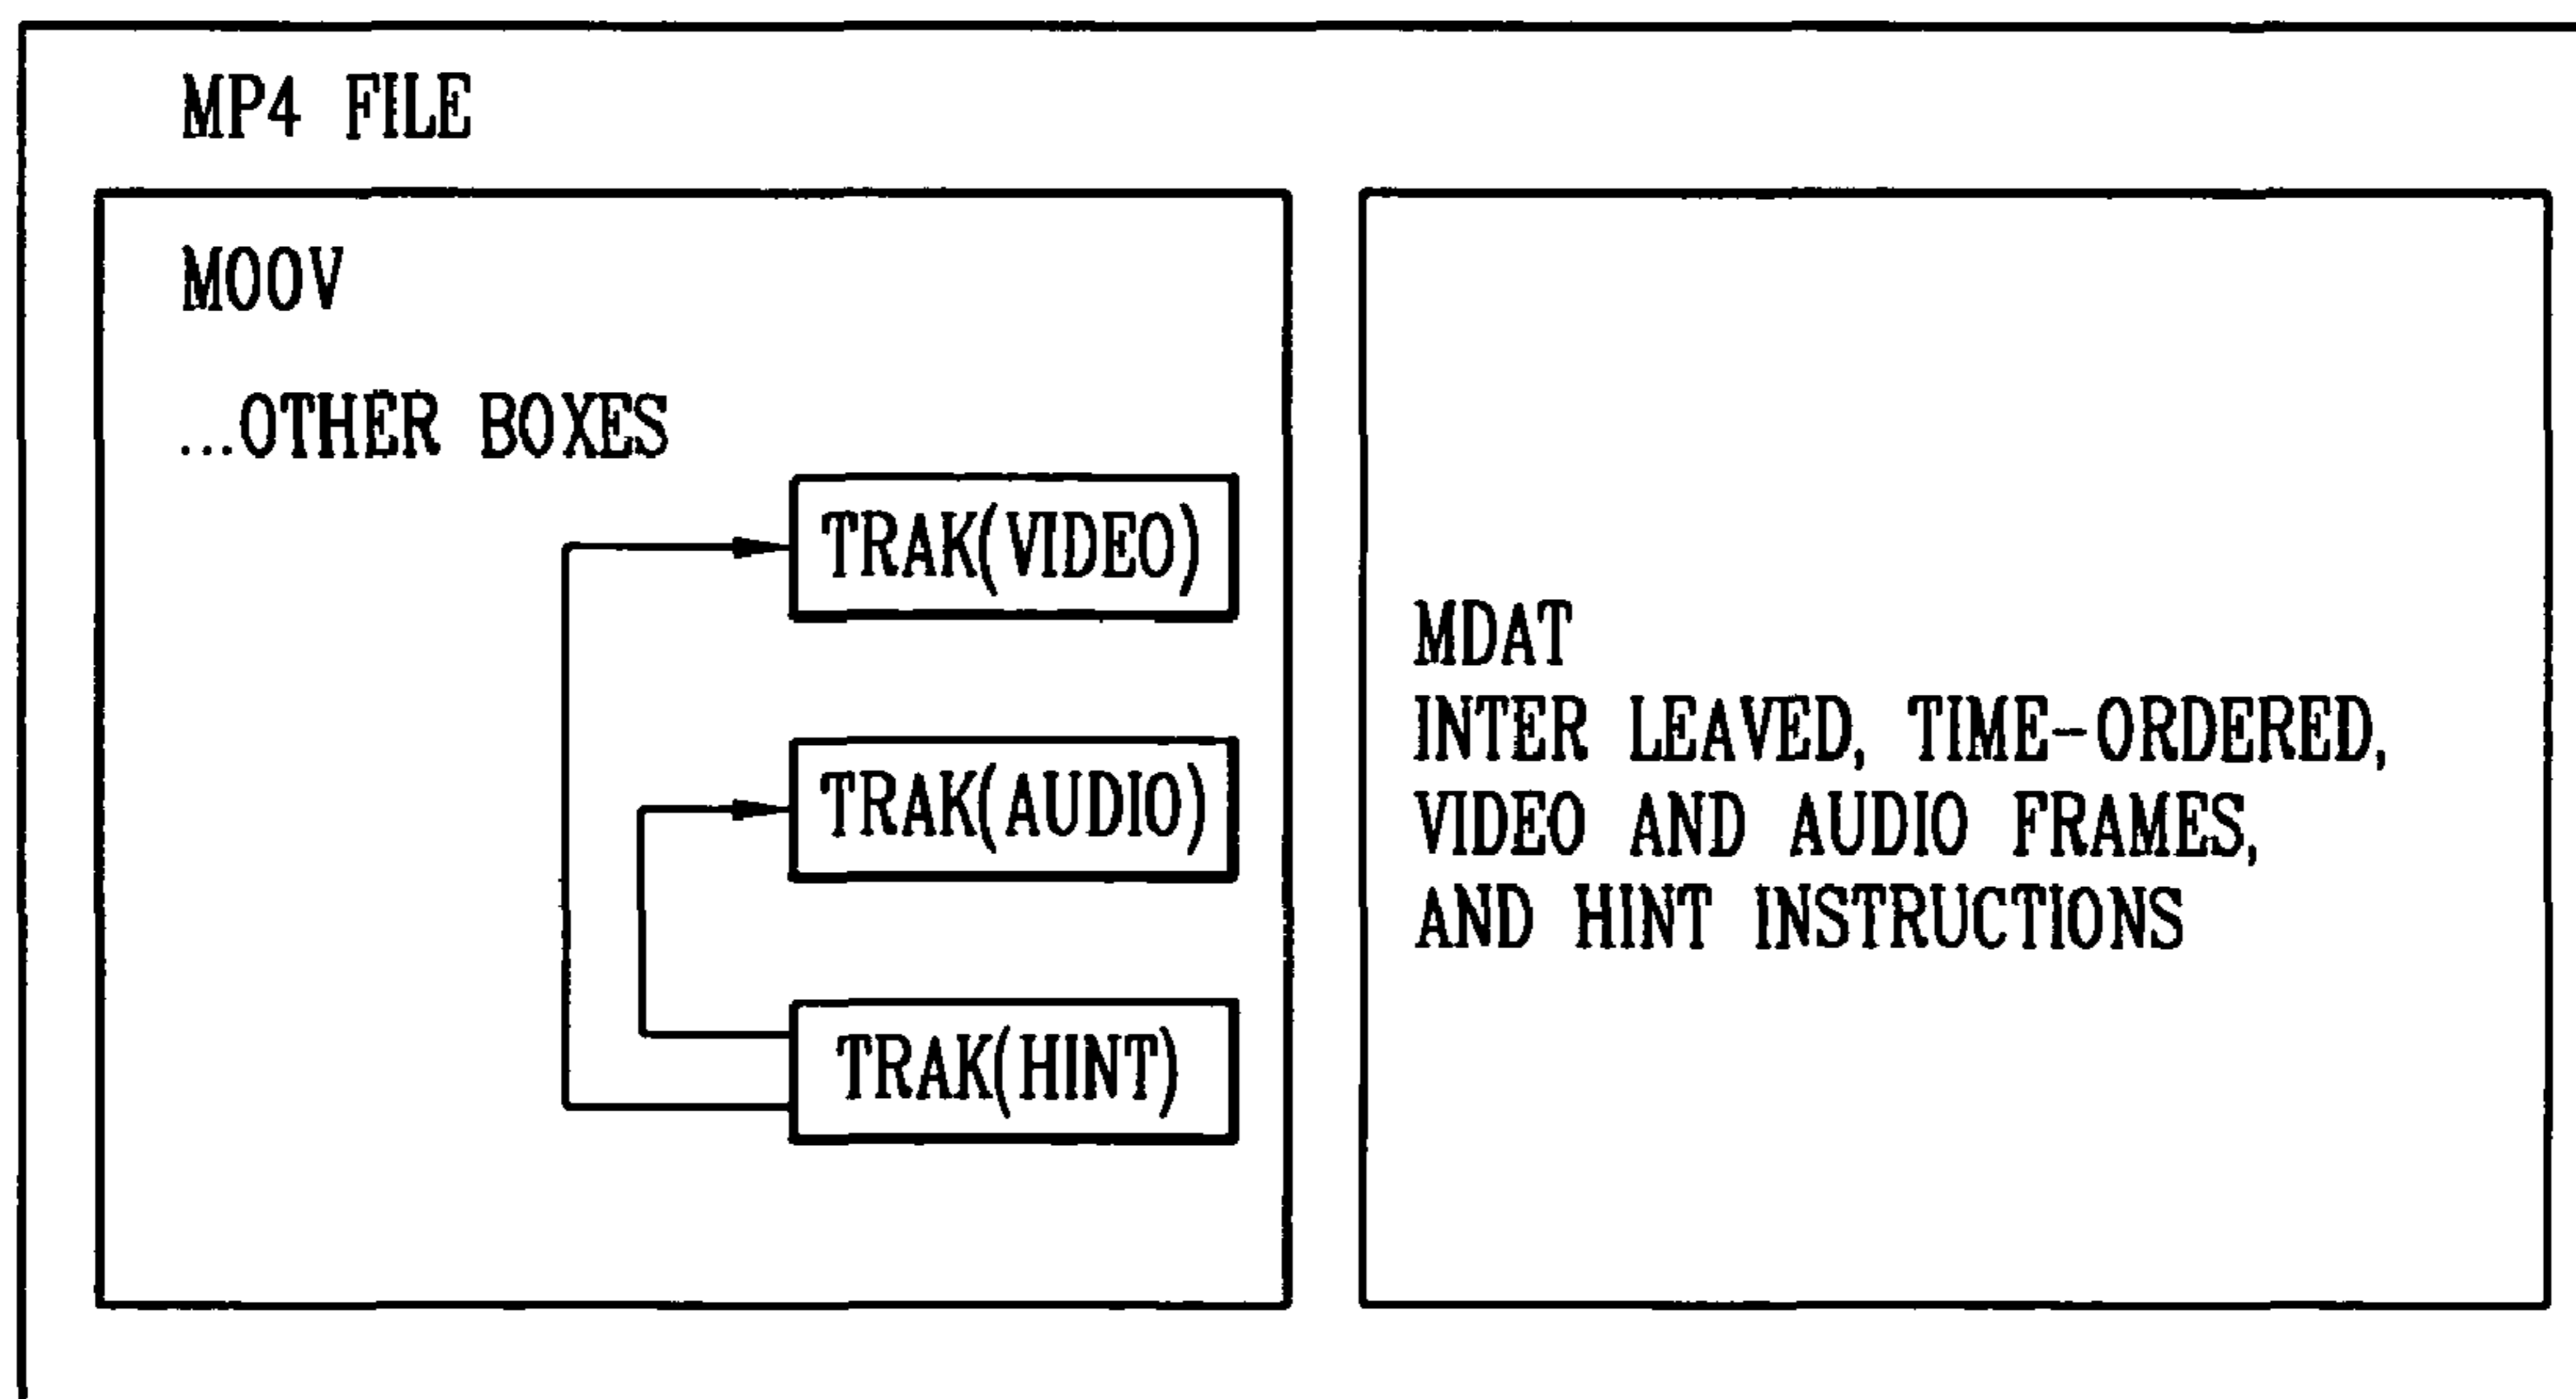 MP4 FILE
MOOV
...OTHER BOXES
TRAK(VIDEO)
TRAK(AUDIO)
TRAK(HINT)
MDAT
INTER LEAVED, TIME-ORDERED,
VIDEO AND AUDIO FRAMES,
AND HINT INSTRUCTIONS